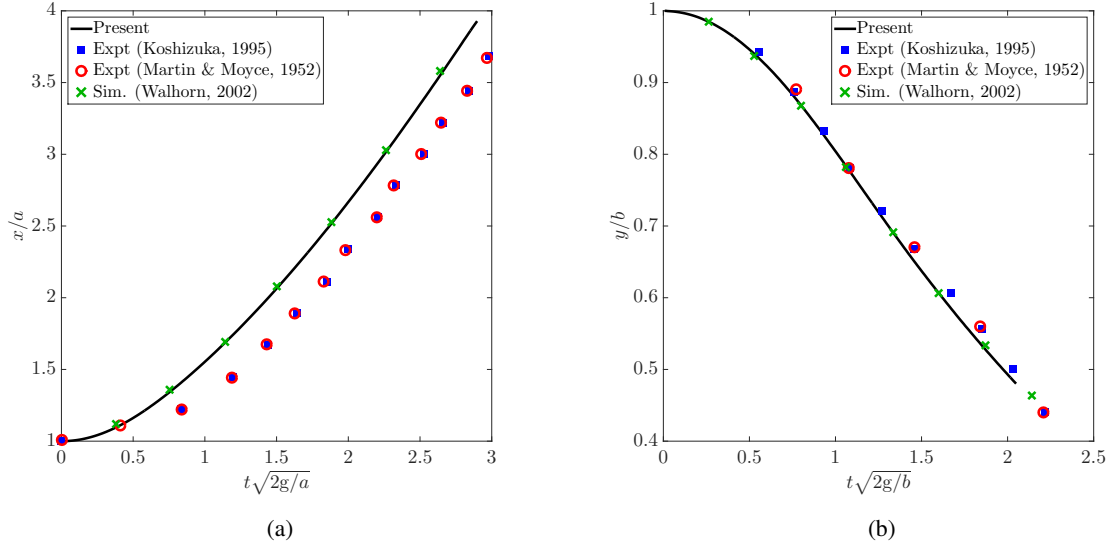 Present
Expt (Koshizuka, 1995)
Expt (Martin & Moyce, 1952)
Sim. (Walhorn, 2002)
4
3.5
3
2.5
2
1.5
1
x/a
0
0.5
1
1.5
2
2.5
3
t√2g/a
(a)
Present
Expt (Koshizuka, 1995)
Expt (Martin & Moyce, 1952)
Sim. (Walhorn, 2002)
1
0.9
0.8
0.7
0.6
0.5
0.4
y/b
0
0.5
1
1.5
2
2.5
t√2g/b
(b)